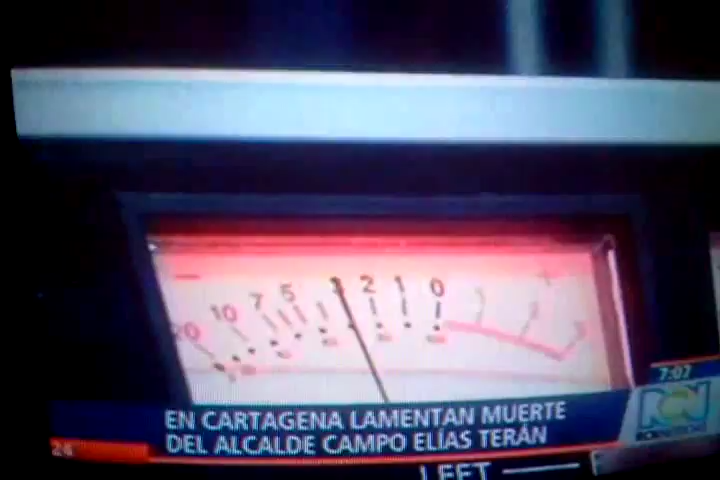 20 10 7 5 3 2 1 0
7:07
EN CARTAGENA LAMENTAN MUERTE
DEL ALCALDE CAMPO ELÍAS TERÁN
RCN
24
LEFT